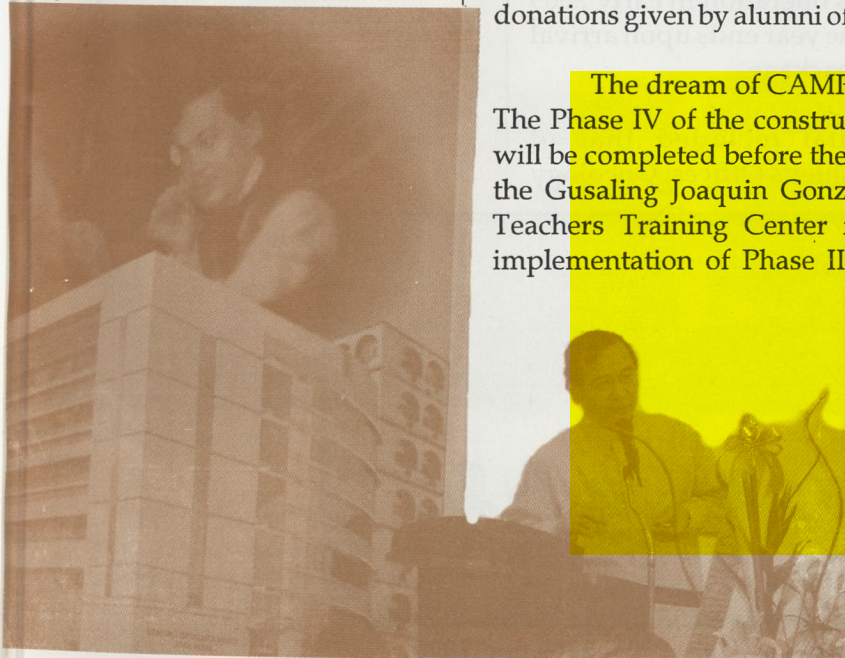 donations given by alumni of
The dream of CAMP
The Phase IV of the constru
will be completed before the
the Gusaling Joaquin Gonz
Teachers Training Center
implementation of Phase II